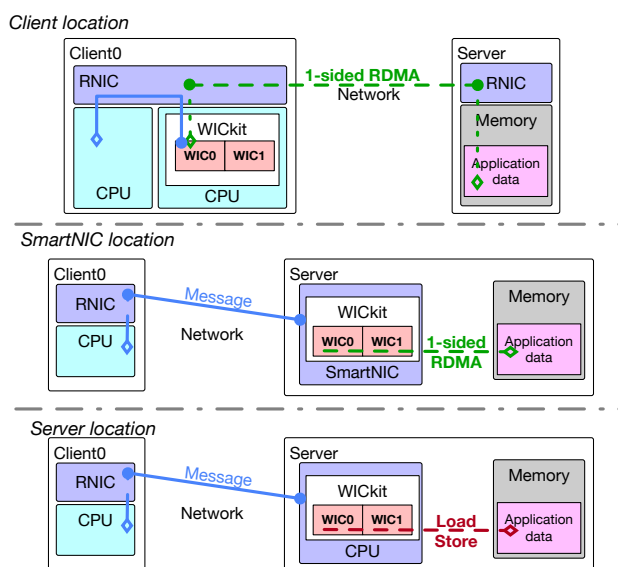 Client location
Client0
Server
RNIC
1-sided RDMA
Network
RNIC
Memory
WICkit
WIC0
WIC1
Application
data
CPU
CPU
SmartNIC location
Client0
Server
RNIC
Message
WICkit
Memory
CPU
Network
WIC0
WIC1
1-sided
RDMA
Application
data
SmartNIC
Server location
Client0
Server
RNIC
Message
WICkit
Memory
CPU
Network
WIC0
WIC1
Load
Store
Application
data
CPU